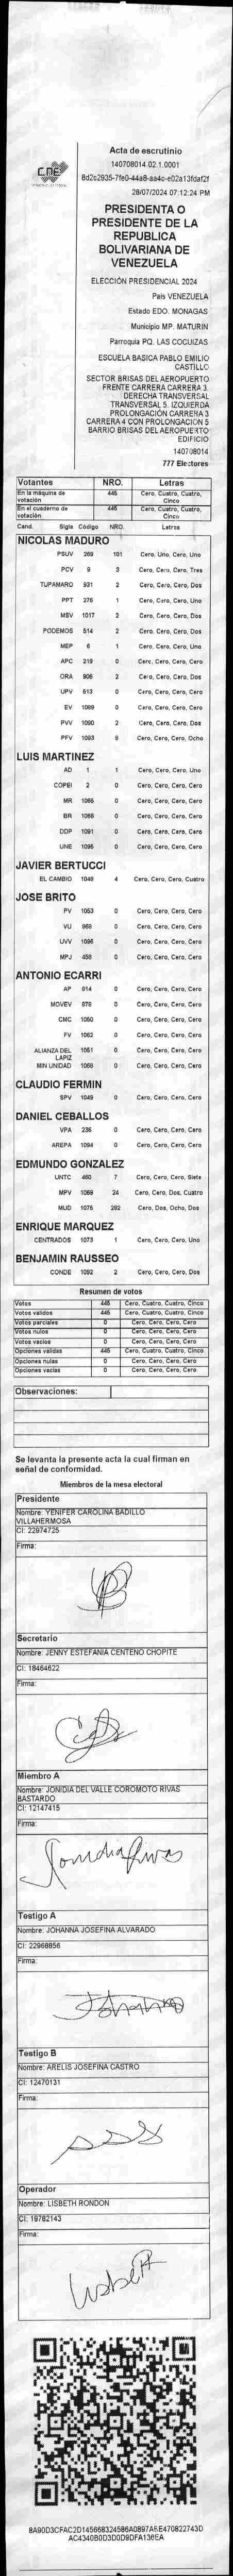 CNE
Acta de escrutinio
140708014.02.1.0001
28/07/2024 07:12:24 PM
PRESIDENTA O
PRESIDENTE DE LA
REPUBLICA
BOLIVARIANA DE
VENEZUELA
ELECCIÓN PRESIDENCIAL 2024
Pais VENEZUELA
Estado EDO. MONAGAS
Municipio MP. MATURIN
Parroquia PQ. LAS COCUIZAS
ESCUELA BASICA PABLO EMILIO
CASTILLO
SECTOR BRISAS DEL AEROPUERTO
FRENTE CARRERA CARRERA 3.
DERECHA TRANSVERSAL
TRANSVERSAL 5. IZQUIERDA
PROLONGACIÓN CARRERA 3
CARRERA 4 CON PROLONGACION 5
BARRIO BRISAS DEL AEROPUERTO
EDIFICIO
140708014
777 Electores
Votantes NRO. Letras
En la máquina de votación 445 Cero, Cuatro, Cuatro, Cinco
En el cuaderno de votación 445 Cero, Cuatro, Cuatro, Cinco
Cand. Sigla Código NRO. Letras
NICOLAS MADURO
PSUV 269 101 Cero, Uno, Cero, Uno
PCV 9 3 Cero, Cero, Cero, Tres
TUPAMARO 931 2 Cero, Cero, Cero, Dos
PPT 276 1 Cero, Cero, Cero, Uno
MSV 1017 2 Cero, Cero, Cero, Dos
PODEMOS 514 2 Cero, Cero, Cero, Dos
MEP 6 1 Cero, Cero, Cero, Uno
APC 219 0 Cero, Cero, Cero, Cero
ORA 906 2 Cero, Cero, Cero, Dos
UPV 513 0 Cero, Cero, Cero, Cero
EV 1089 0 Cero, Cero, Cero, Cero
PVV 1090 2 Cero, Cero, Cero, Dos
PFV 1093 8 Cero, Cero, Cero, Ocho
LUIS MARTINEZ
AD 1 1 Cero, Cero, Cero, Uno
COPEI 2 0 Cero, Cero, Cero, Cero
MR 1065 0 Cero, Cero, Cero, Cero
BR 1066 0 Cero, Cero, Cero, Cero
DDP 1091 0 Cero, Cero, Cero, Cero
UNE 1095 0 Cero, Cero, Cero, Cero
JAVIER BERTUCCI
EL CAMBIO 1048 4 Cero, Cero, Cero, Cuatro
JOSE BRITO
PV 1053 0 Cero, Cero, Cero, Cero
VU 968 0 Cero, Cero, Cero, Cero
UVV 1096 0 Cero, Cero, Cero, Cero
MPJ 458 0 Cero, Cero, Cero, Cero
ANTONIO ECARRI
AP 914 0 Cero, Cero, Cero, Cero
MOVEV 979 0 Cero, Cero, Cero, Cero
CMC 1050 0 Cero, Cero, Cero, Cero
FV 1052 0 Cero, Cero, Cero, Cero
ALIANZA DEL LAPIZ 1051 0 Cero, Cero, Cero, Cero
MIN UNIDAD 1058 0 Cero, Cero, Cero, Cero
CLAUDIO FERMIN
SPV 1049 0 Cero, Cero, Cero, Cero
DANIEL CEBALLOS
VPA 236 0 Cero, Cero, Cero, Cero
AREPA 1094 0 Cero, Cero, Cero, Cero
EDMUNDO GONZALEZ
UNTC 460 7 Cero, Cero, Cero, Siete
MPV 1069 24 Cero, Cero, Dos, Cuatro
MUD 1075 282 Cero, Dos, Ocho, Dos
ENRIQUE MARQUEZ
CENTRADOS 1073 1 Cero, Cero, Cero, Uno
BENJAMIN RAUSSEO
CONDE 1092 2 Cero, Cero, Cero, Dos
Resumen de votos
Votos 445 Cero, Cuatro, Cuatro, Cinco
Votos validos 445 Cero, Cuatro, Cuatro, Cinco
Votos parciales 0 Cero, Cero, Cero, Cero
Votos nulos 0 Cero, Cero, Cero, Cero
Votos vacios 0 Cero, Cero, Cero, Cero
Opciones validas 445 Cero, Cuatro, Cuatro, Cinco
Opciones nulas 0 Cero, Cero, Cero, Cero
Opciones vacias 0 Cero, Cero, Cero, Cero
Observaciones:
Se levanta la presente acta la cual firman en
señal de conformidad.
Miembros de la mesa electoral
Presidente
Nombre: YENIFER CAROLINA BADILLO
VILLAHERMOSA
CI: 22974725
Firma:
Secretario
Nombre: JENNY ESTEFANIA CENTENO CHOPITE
CI: 18464622
Firma:
Miembro A
Nombre: JONIDIA DEL VALLE COROMOTO RIVAS
BASTARDO
CI: 12147415
Firma:
Jonidia Rivas
Testigo A
Nombre: JOHANNA JOSEFINA ALVARADO
CI: 22968856
Firma:
Johanna
Testigo B
Nombre: ARELIS JOSEFINA CASTRO
CI: 12470131
Firma:
Operador
Nombre: LISBETH RONDON
CI: 19782143
Firma:
Lisbeth